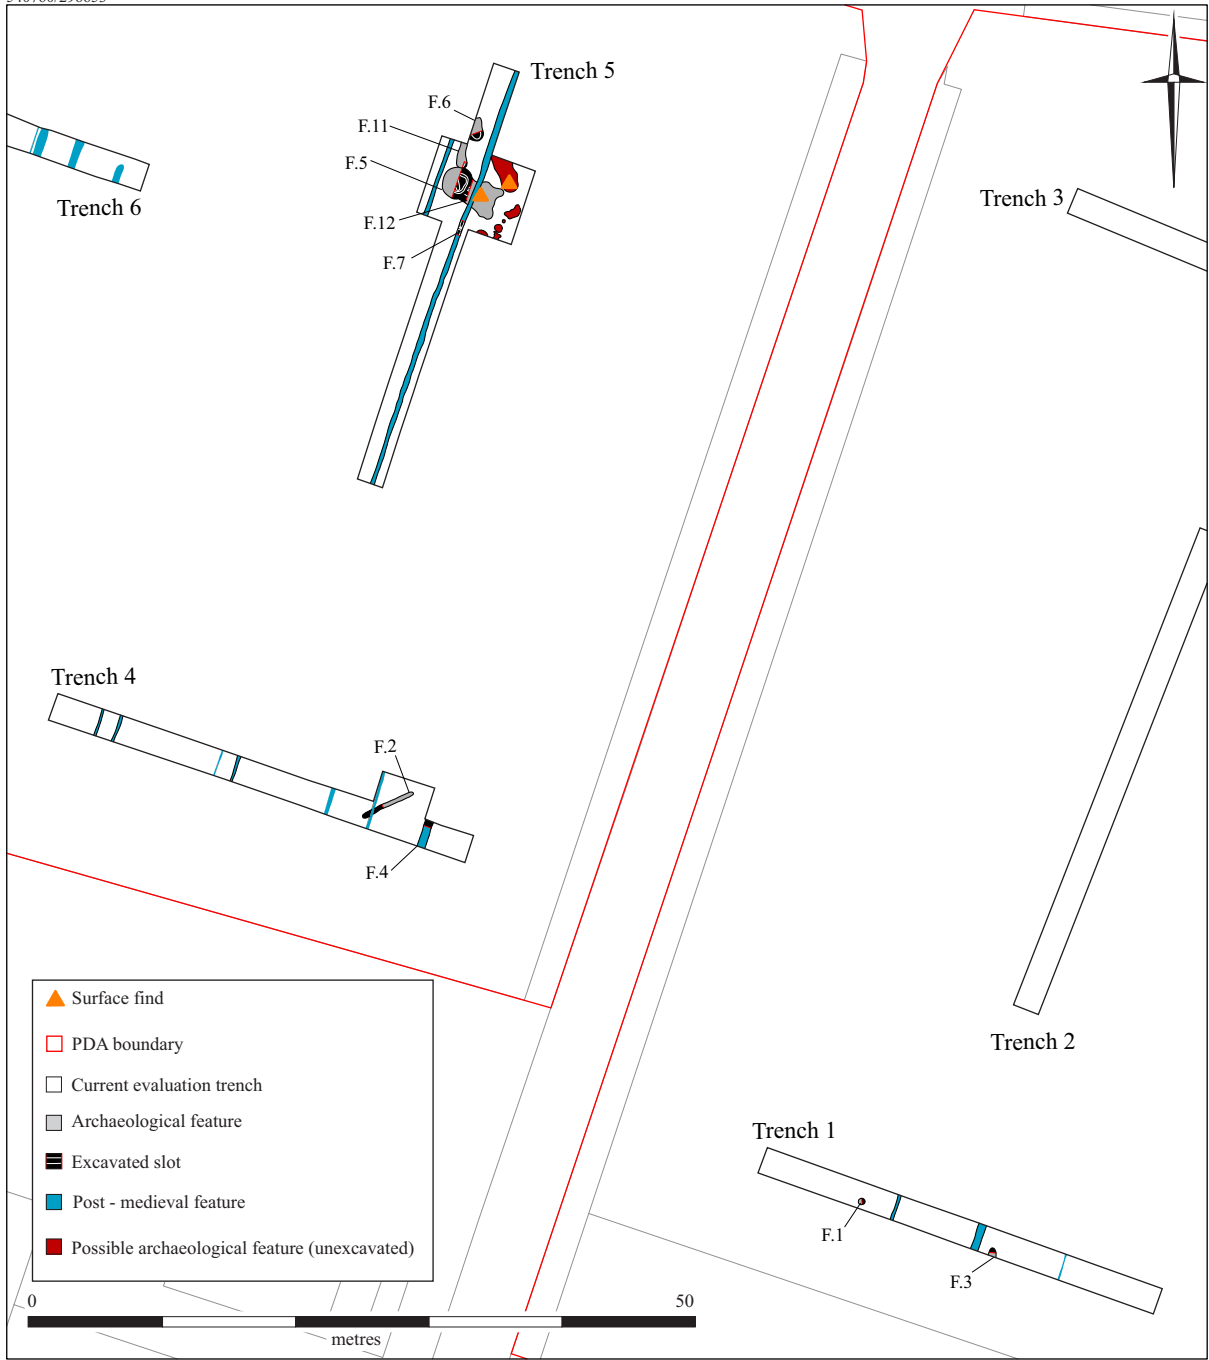 Trench 5
F.6
F.11
F.5
Trench 6
F.12
F.7
Trench 3
Trench 4
F.2
F.4
Trench 2
Surface find
PDA boundary
Current evaluation trench
Archaeological feature
Excavated slot
Post - medieval feature
Possible archaeological feature (unexcavated)
Trench 1
F.1
F.3
0 50
metres